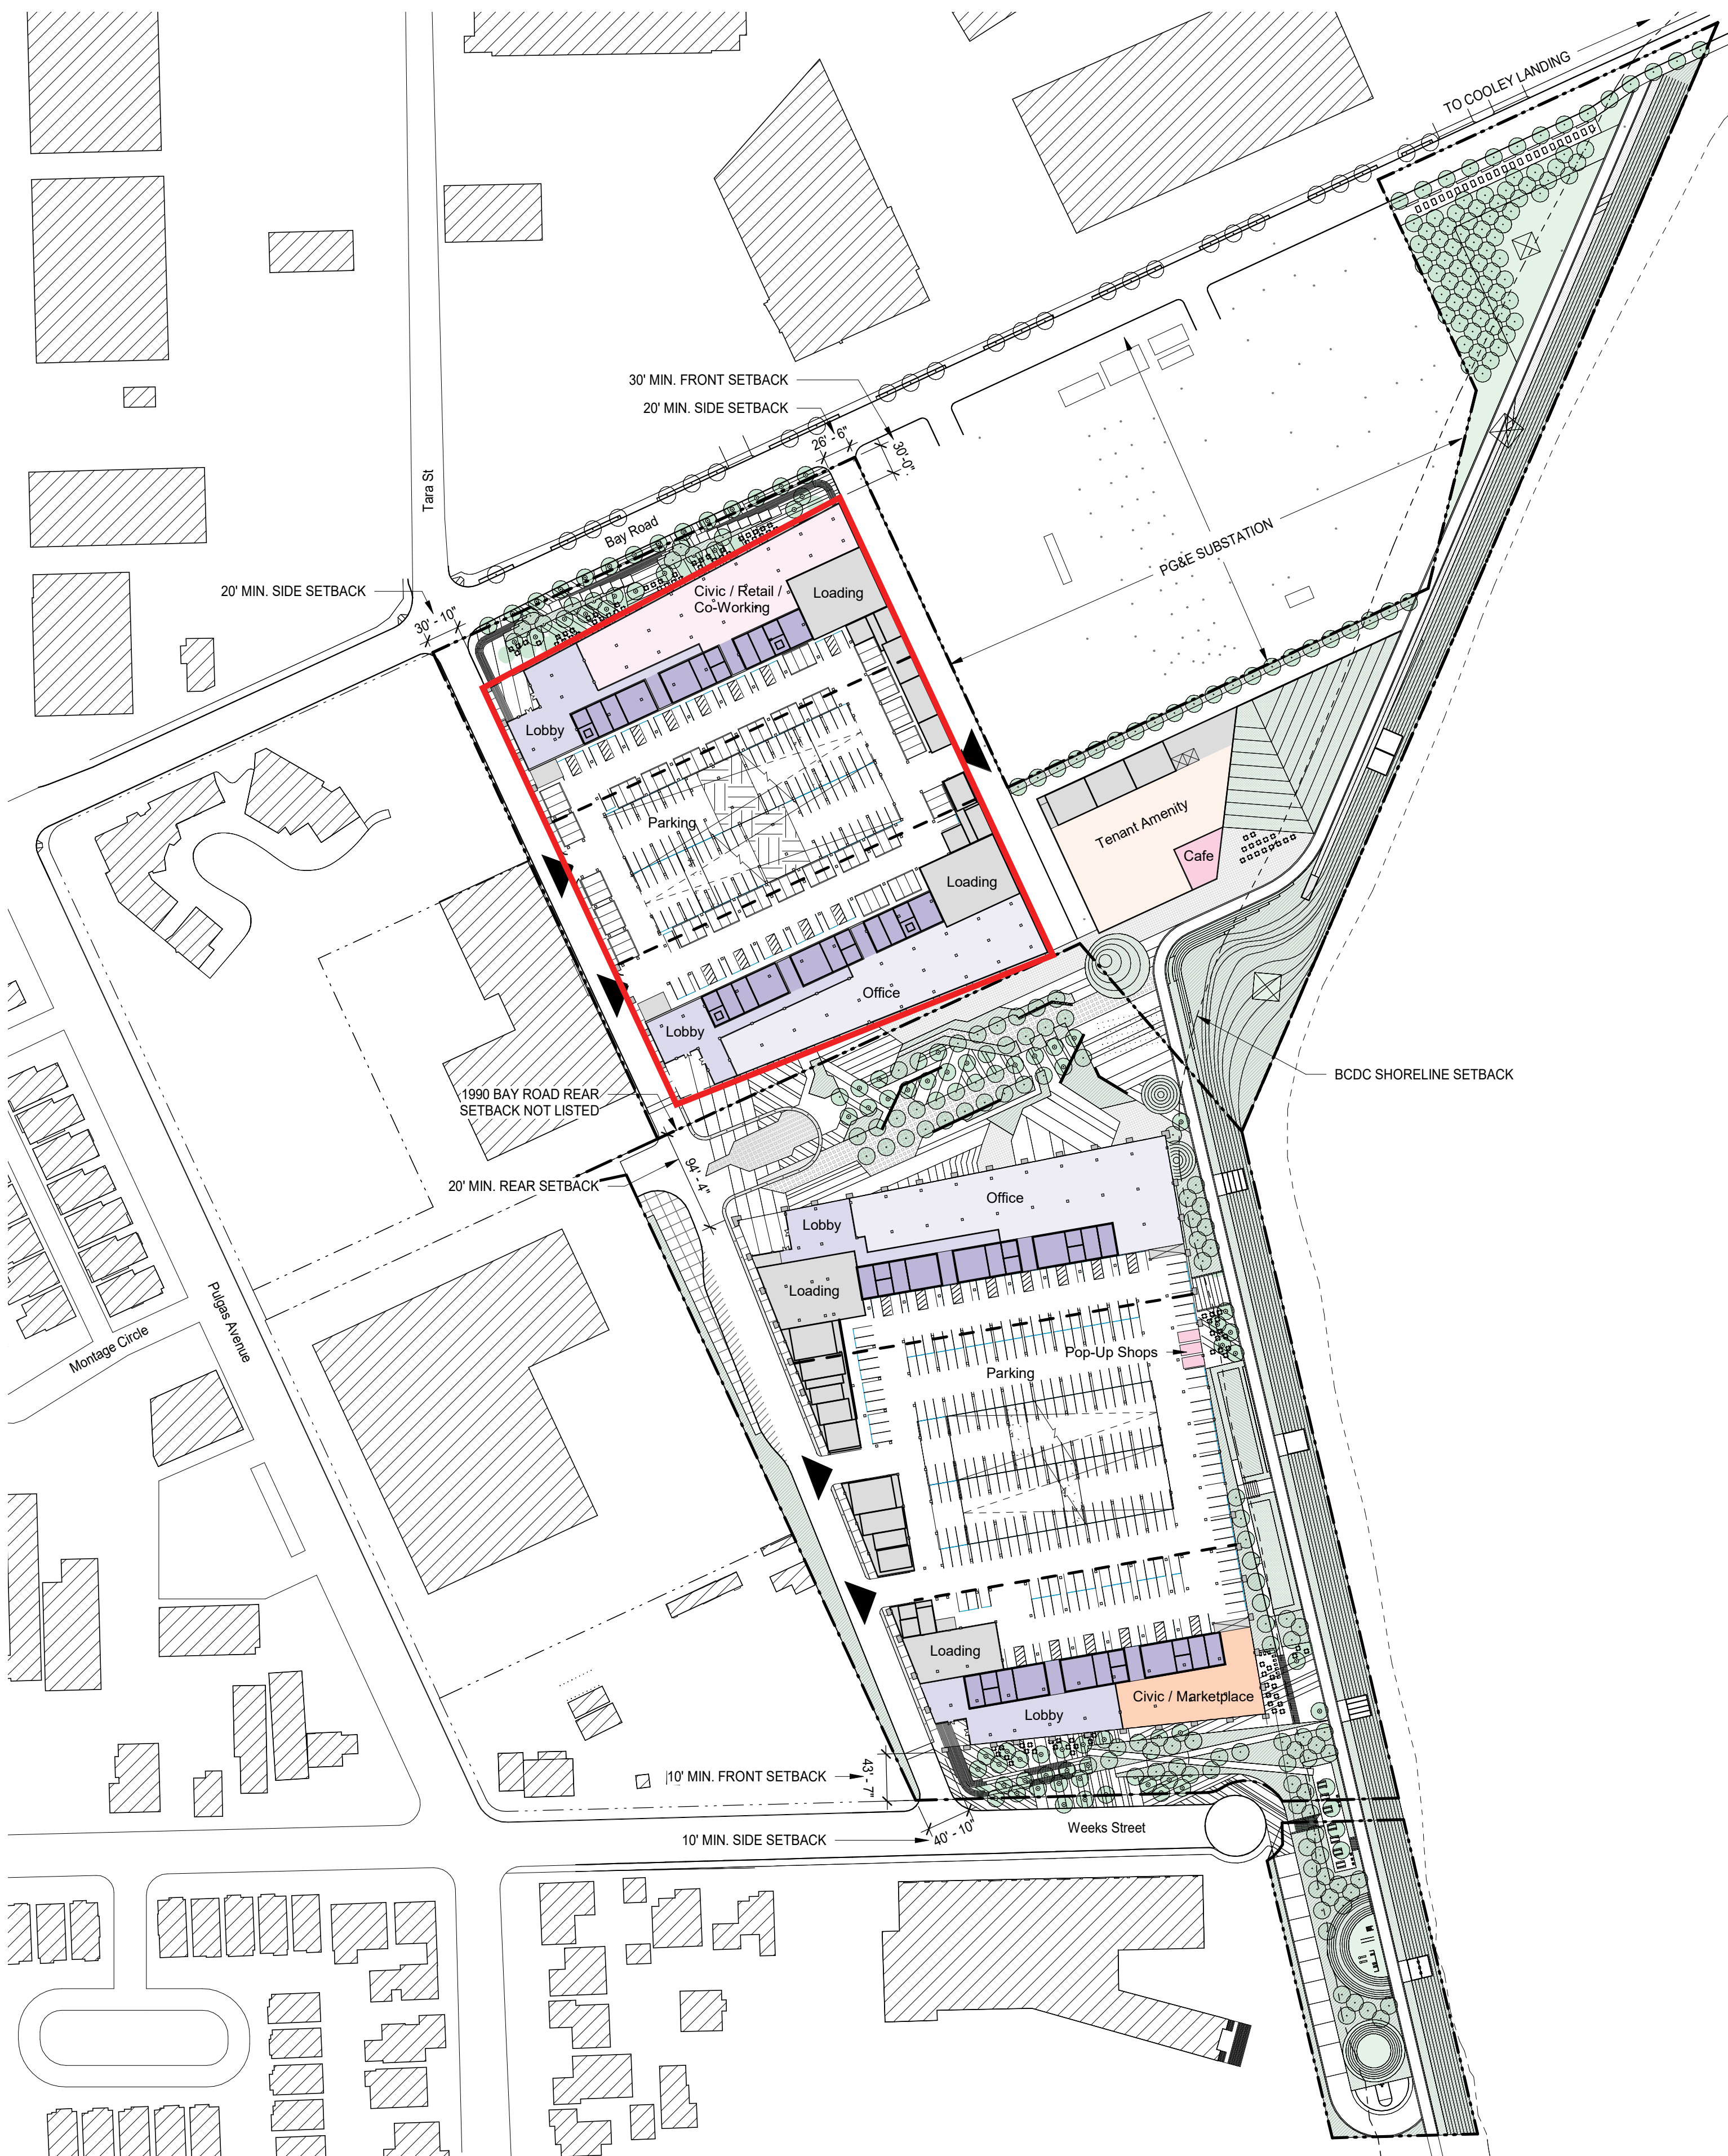 TO COOLEY LANDING
30' MIN. FRONT SETBACK
20' MIN. SIDE SETBACK
26' - 6"
30'-0"
Tara St
Bay Road
PG&E SUBSTATION
20' MIN. SIDE SETBACK
30' - 10"
Civic / Retail /
Co-Working
Loading
Lobby
Parking
Tenant Amenity
Cafe
Loading
Office
Lobby
BCDC SHORELINE SETBACK
1990 BAY ROAD REAR
SETBACK NOT LISTED
94' - 4"
20' MIN. REAR SETBACK
Office
Lobby
Loading
Pulgas Avenue
Montage Circle
Pop-Up Shops
Parking
Loading
Civic / Marketplace
Lobby
10' MIN. FRONT SETBACK
43' - 7"
Weeks Street
10' MIN. SIDE SETBACK
40' - 10"